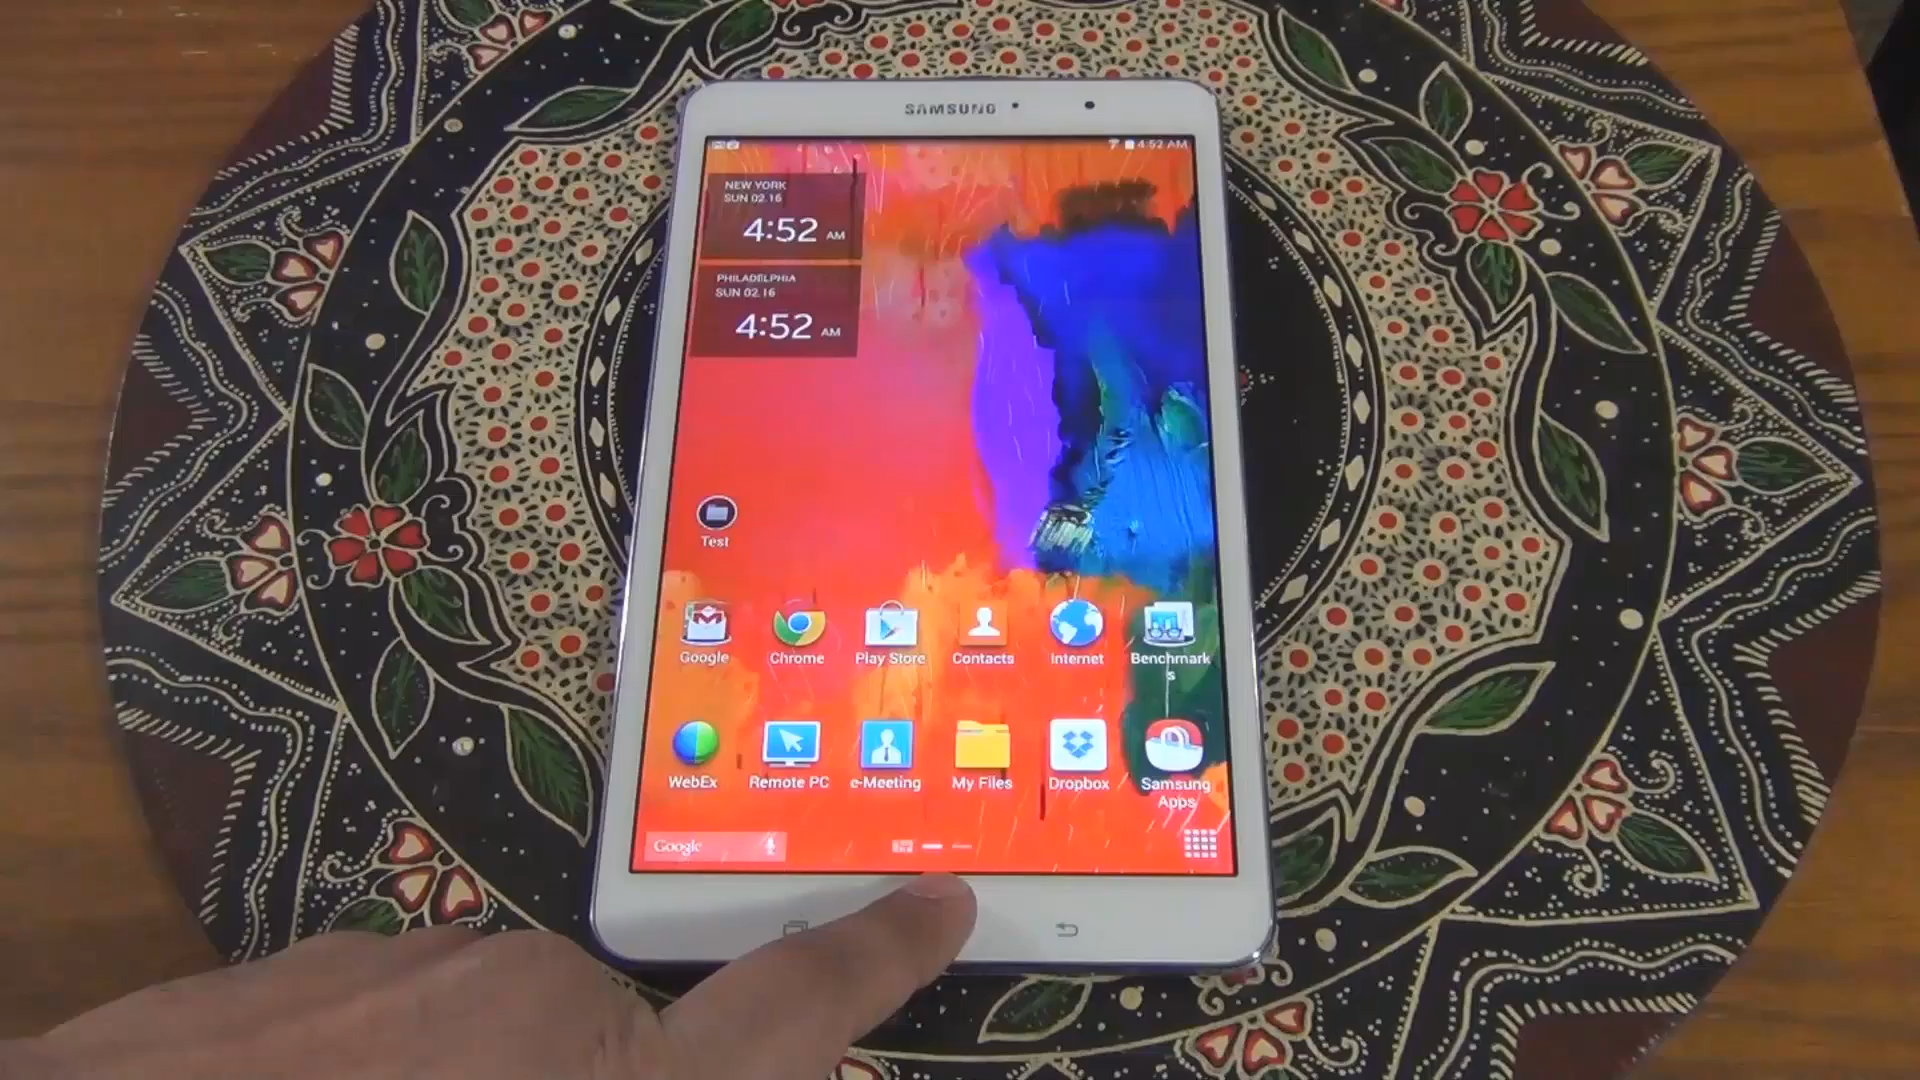 SAMSUNG
4:52 AM
NEW YORK
SUN 02.16
4:52 AM
PHILADELPHIA
SUN 02.16
4:52 AM
Test
Google
Chrome
Play Store
Contacts
Internet
Benchmark
s
WebEx
Remote PC
e-Meeting
My Files
Dropbox
Samsung
Apps
Google